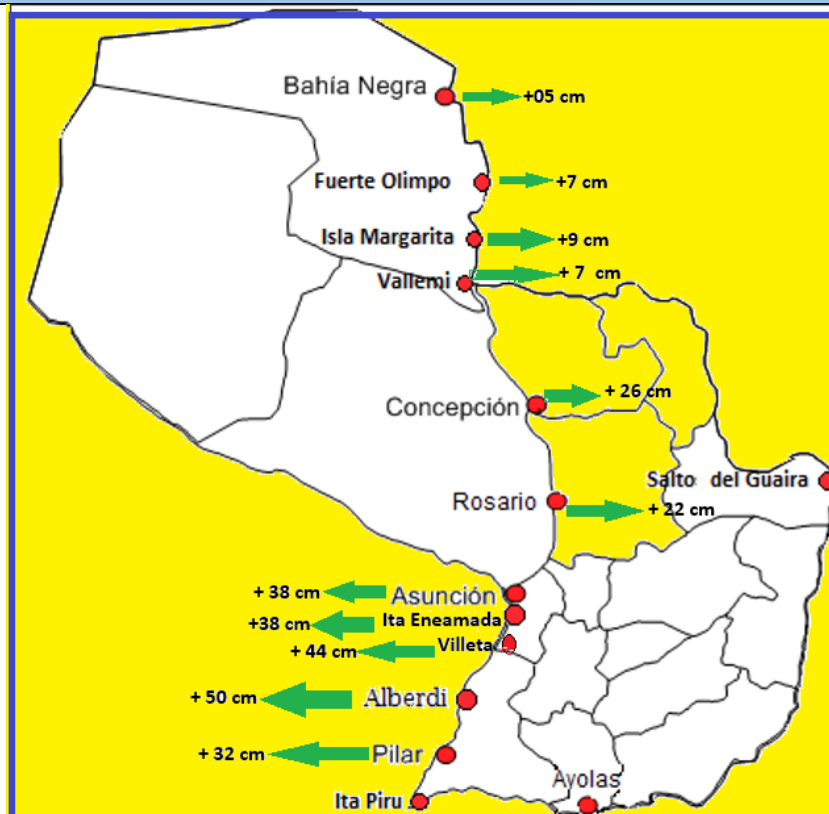 Bahía Negra +05 cm
Fuerte Olimpo +7 cm
Isla Margarita +9 cm
Vallemi + 7 cm
Concepción + 26 cm
Salto del Guaira
Rosario + 22 cm
+ 38 cm Asunción
+38 cm Ita Eneamada
+ 44 cm Villeta
+ 50 cm Alberdi
+ 32 cm Pilar
Ayolas
Ita Piru